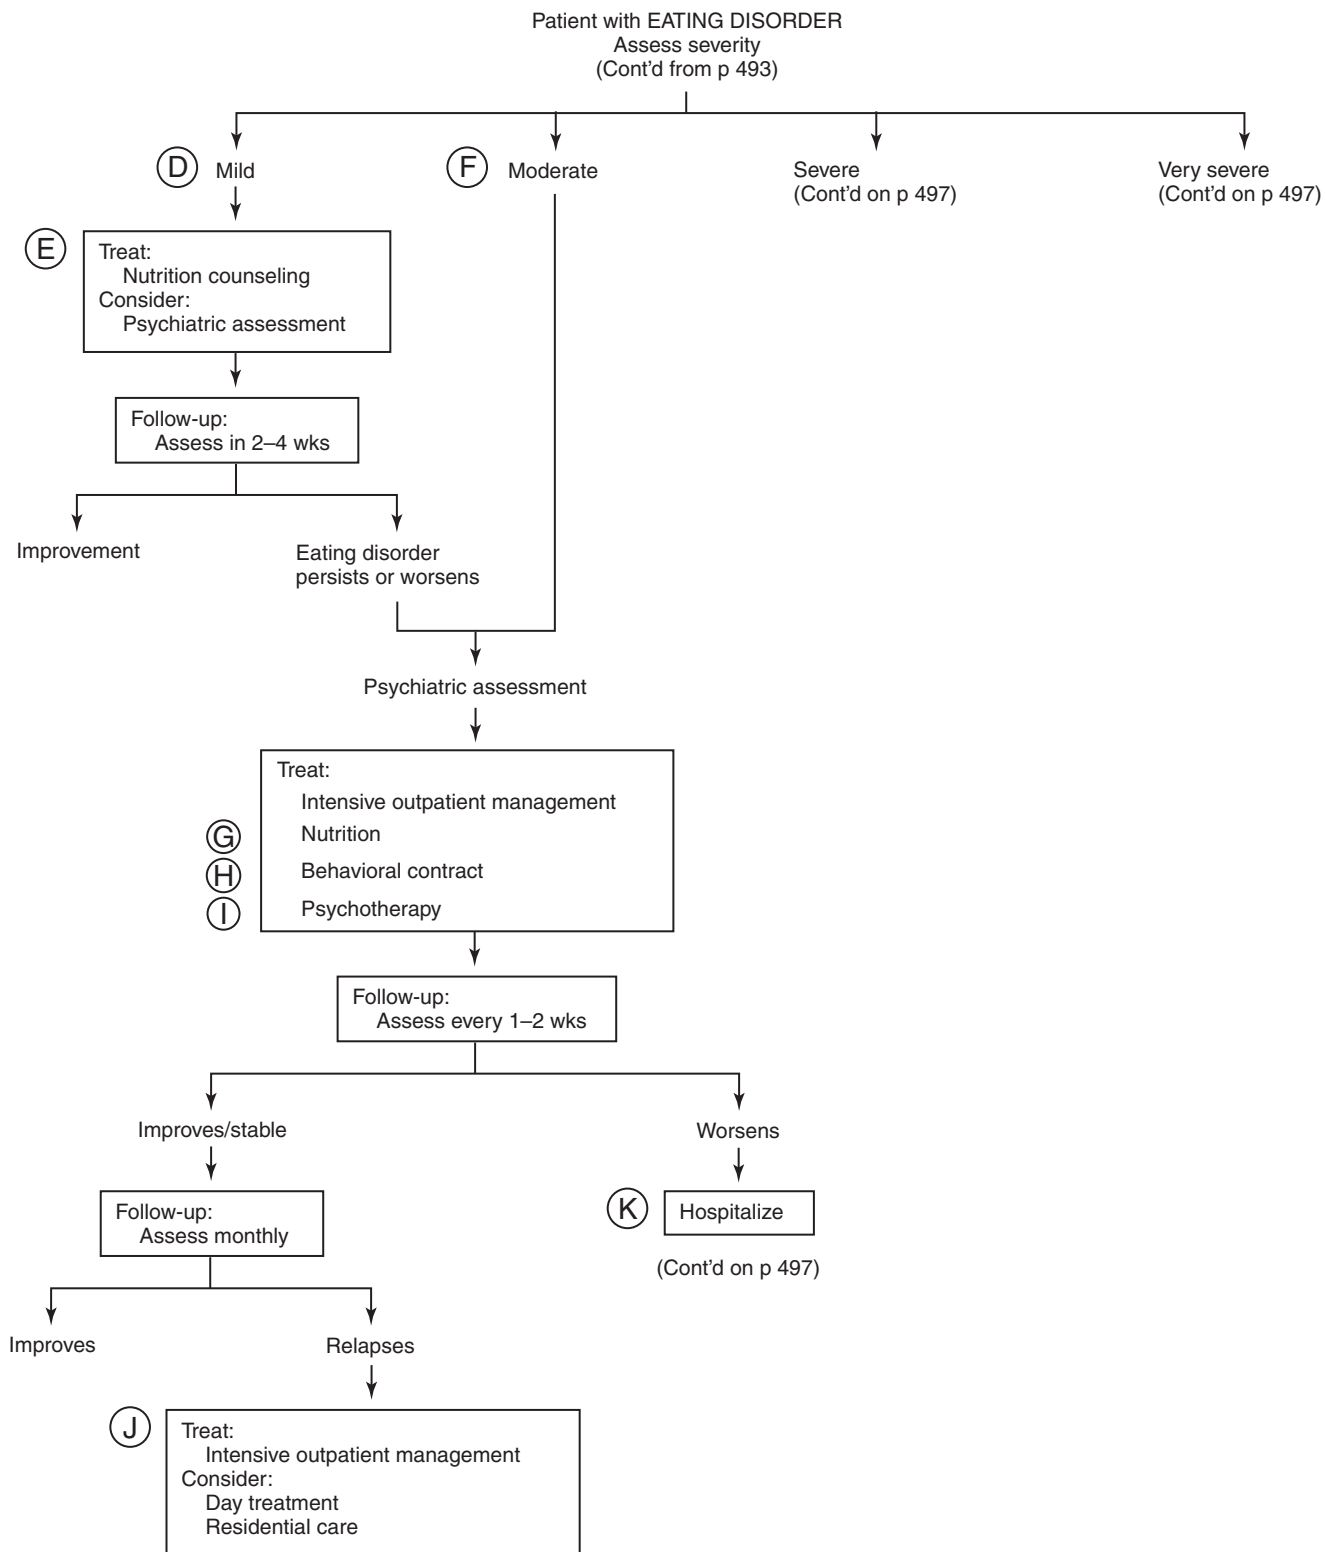 Patient with EATING DISORDER
Assess severity
(Cont'd from p 493)
D Mild
F Moderate
Severe
(Cont'd on p 497)
Very severe
(Cont'd on p 497)
E
Treat:
Nutrition counseling
Consider:
Psychiatric assessment
Follow-up:
Assess in 2–4 wks
Improvement
Eating disorder
persists or worsens
Psychiatric assessment
Treat:
Intensive outpatient management
G Nutrition
H Behavioral contract
I Psychotherapy
Follow-up:
Assess every 1–2 wks
Improves/stable
Worsens
Follow-up:
Assess monthly
K Hospitalize
(Cont'd on p 497)
Improves
Relapses
J
Treat:
Intensive outpatient management
Consider:
Day treatment
Residential care